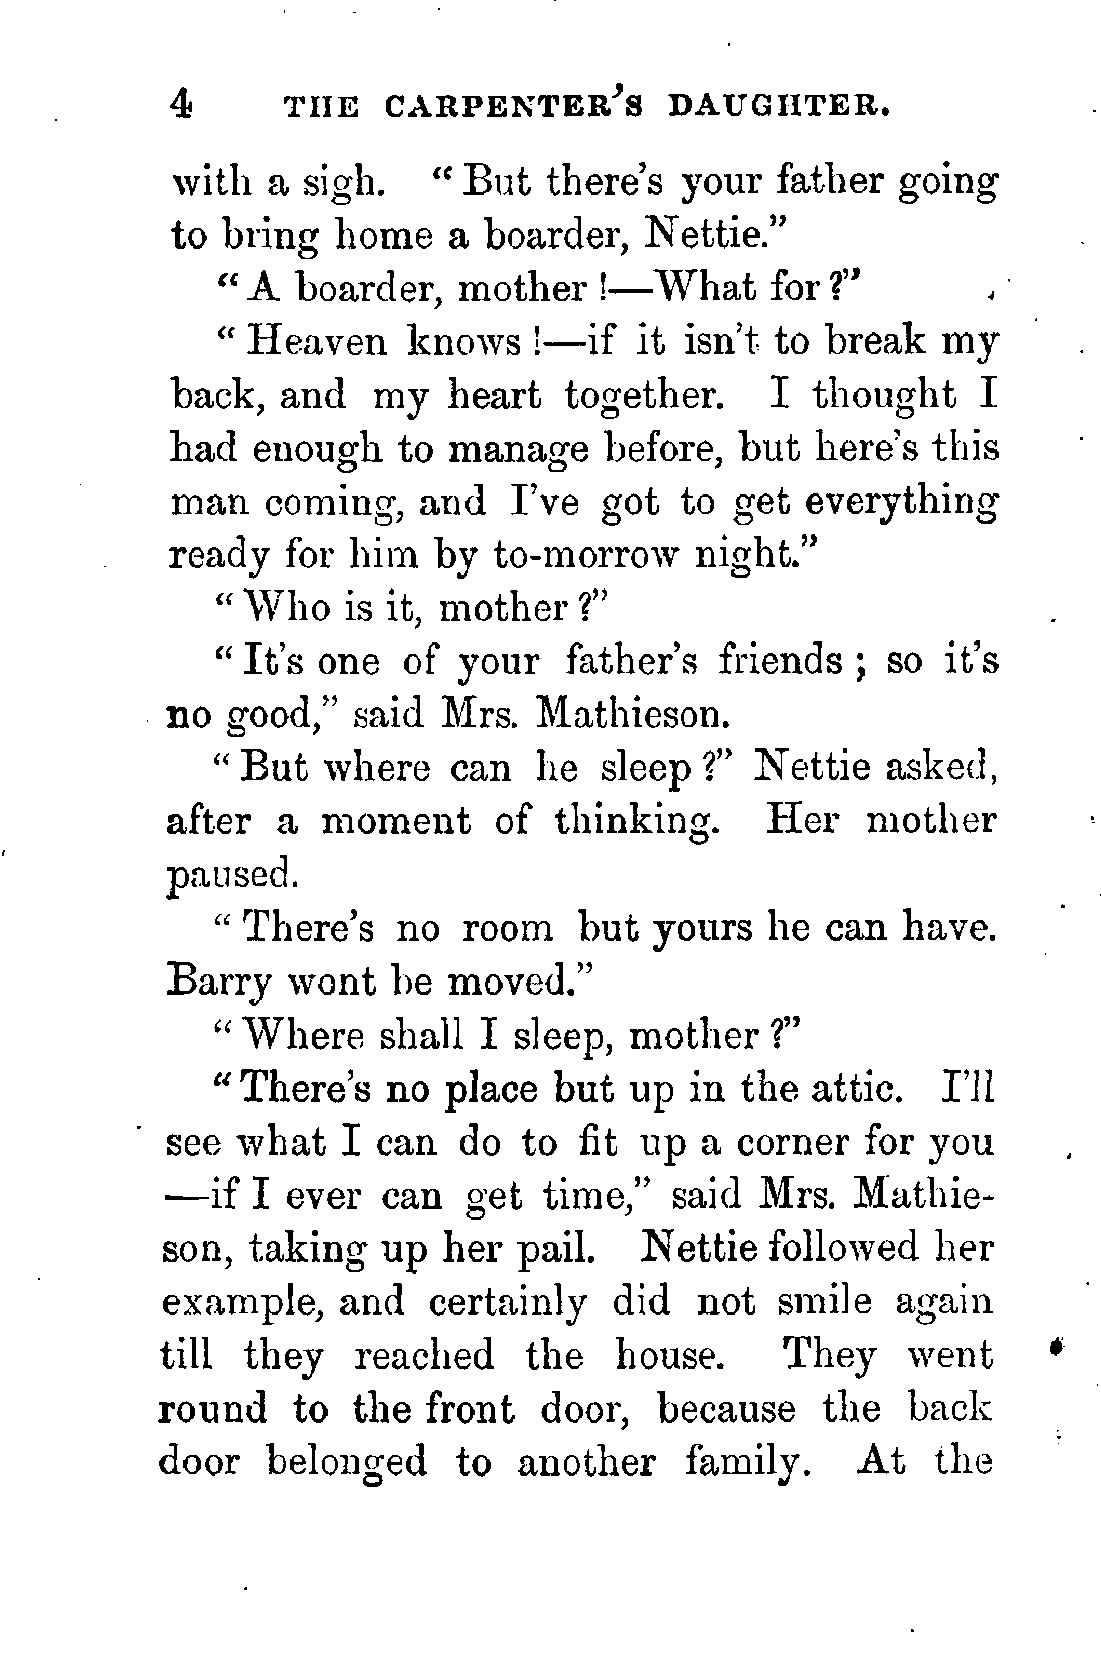 4 THE CARPENTER'S DAUGHTER.
with a sigh. "But there's your father going
to bring home a boarder, Nettie."
"A boarder, mother!—What for?"
"Heaven knows!—if it isn't to break my
back, and my heart together. I thought I
had enough to manage before, but here's this
man coming, and I've got to get everything
ready for him by to-morrow night."
"Who is it, mother?"
"It's one of your father's friends; so it's
no good," said Mrs. Mathieson.
"But where can he sleep?" Nettie asked,
after a moment of thinking. Her mother
paused.
"There's no room but yours he can have.
Barry wont be moved."
"Where shall I sleep, mother?"
"There's no place but up in the attic. I'll
see what I can do to fit up a corner for you
—if I ever can get time," said Mrs. Mathie-
son, taking up her pail. Nettie followed her
example, and certainly did not smile again
till they reached the house. They went
round to the front door, because the back
door belonged to another family. At the